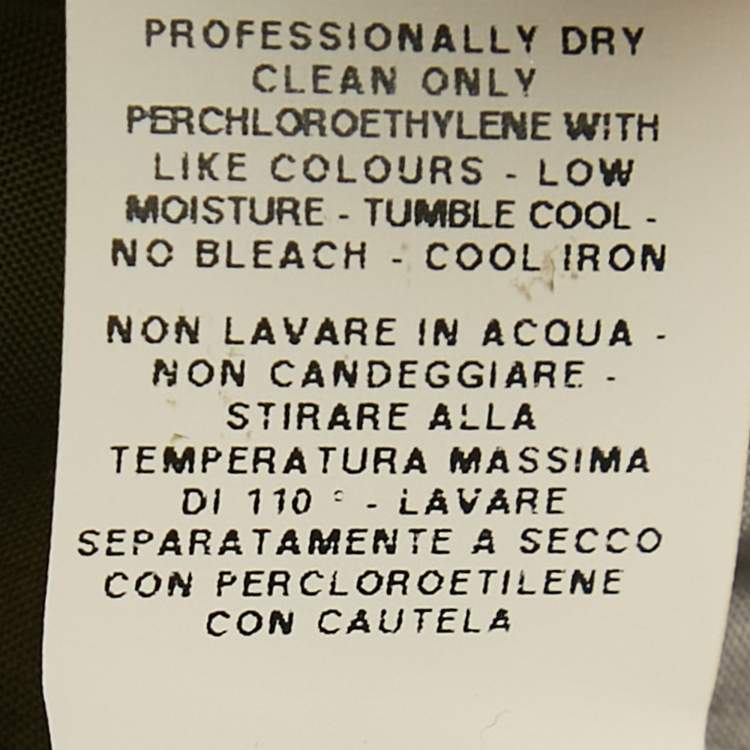 PROFESSIONALLY DRY
CLEAN ONLY
PERCHLOROETHYLENE WITH
LIKE COLOURS - LOW
MOISTURE - TUMBLE COOL -
NO BLEACH - COOL IRON
NON LAVARE IN ACQUA -
NON CANDEGGIARE -
STIRARE ALLA
TEMPERATURA MASSIMA
DI 110 ° - LAVARE
SEPARATAMENTE A SECCO
CON PERCLOROETILENE
CON CAUTELA